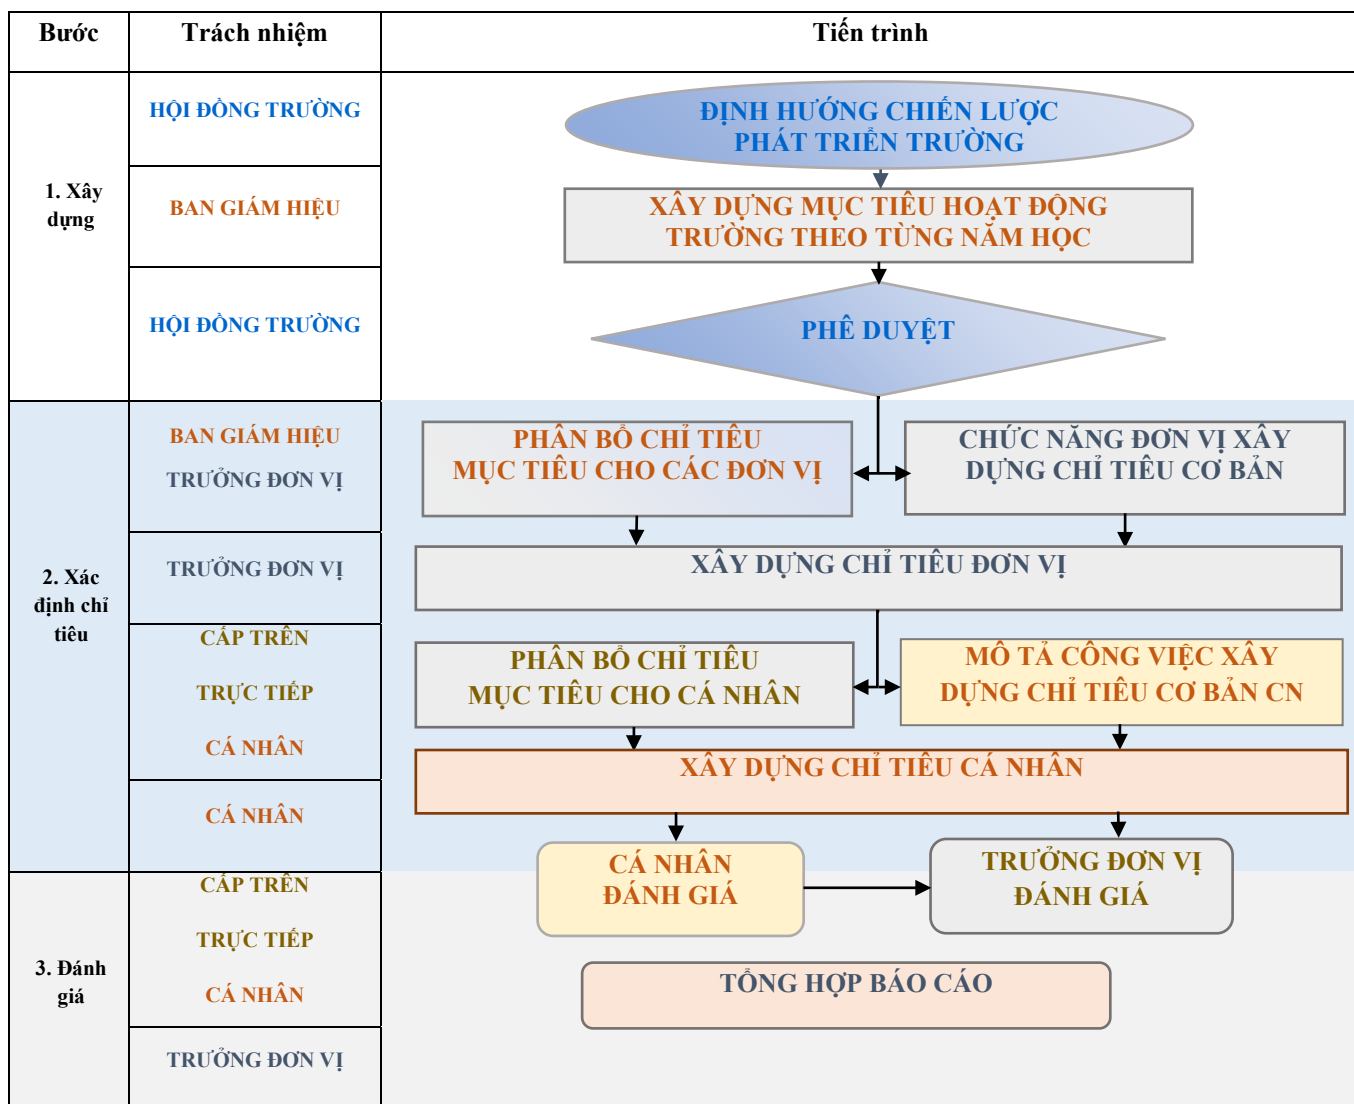 Bước
Trách nhiệm
Tiến trình
1. Xây
dựng
HỘI ĐỒNG TRƯỜNG
ĐỊNH HƯỚNG CHIẾN LƯỢC
PHÁT TRIỂN TRƯỜNG
BAN GIÁM HIỆU
XÂY DỰNG MỤC TIÊU HOẠT ĐỘNG
TRƯỜNG THEO TỪNG NĂM HỌC
HỘI ĐỒNG TRƯỜNG
PHÊ DUYỆT
2. Xác
định chỉ
tiêu
BAN GIÁM HIỆU
TRƯỞNG ĐƠN VỊ
PHÂN BỔ CHỈ TIÊU
MỤC TIÊU CHO CÁC ĐƠN VỊ
CHỨC NĂNG ĐƠN VỊ XÂY
DỰNG CHỈ TIÊU CƠ BẢN
TRƯỞNG ĐƠN VỊ
XÂY DỰNG CHỈ TIÊU ĐƠN VỊ
CẤP TRÊN
TRỰC TIẾP
CÁ NHÂN
PHÂN BỔ CHỈ TIÊU
MỤC TIÊU CHO CÁ NHÂN
MÔ TẢ CÔNG VIỆC XÂY
DỰNG CHỈ TIÊU CƠ BẢN CN
CÁ NHÂN
XÂY DỰNG CHỈ TIÊU CÁ NHÂN
3. Đánh
giá
CẤP TRÊN
TRỰC TIẾP
CÁ NHÂN
CÁ NHÂN
ĐÁNH GIÁ
TRƯỞNG ĐƠN VỊ
ĐÁNH GIÁ
TRƯỞNG ĐƠN VỊ
TỔNG HỢP BÁO CÁO